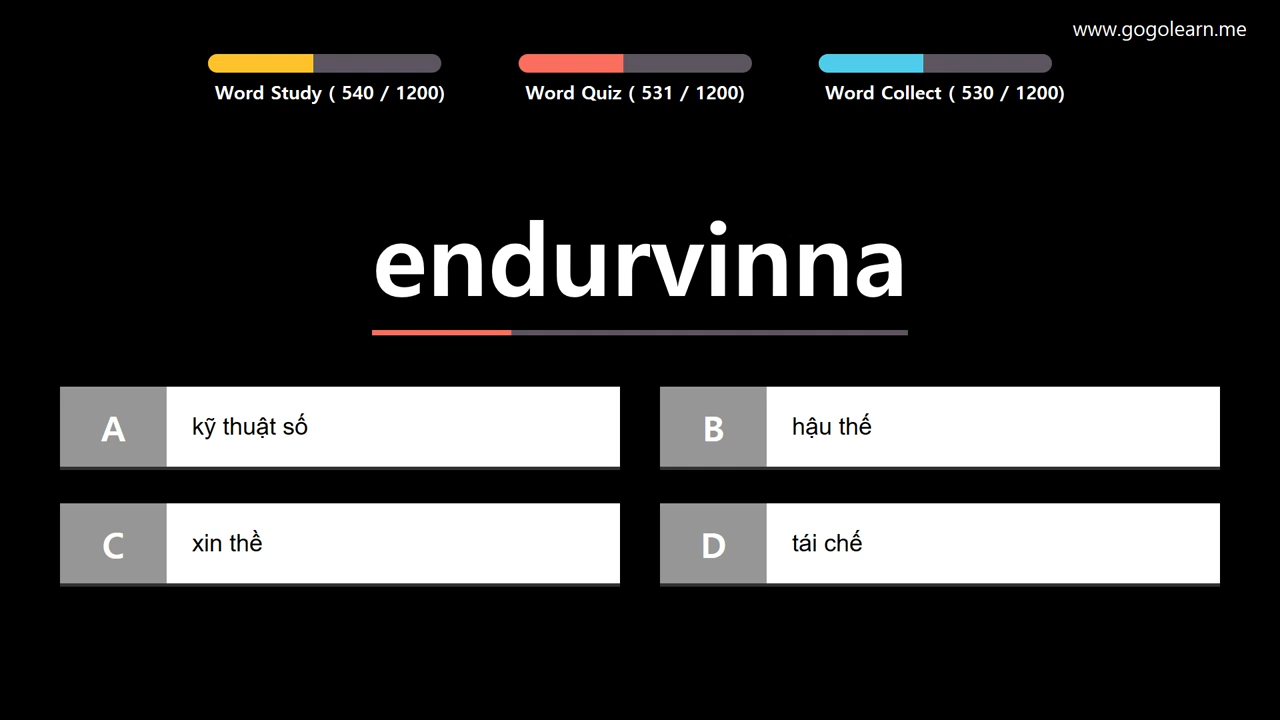 www.gogolearn.me
Word Study ( 540 / 1200)
Word Quiz ( 531 / 1200)
Word Collect ( 530 / 1200)
endurvinna
A kỹ thuật số
B hậu thế
C xin thề
D tái chế